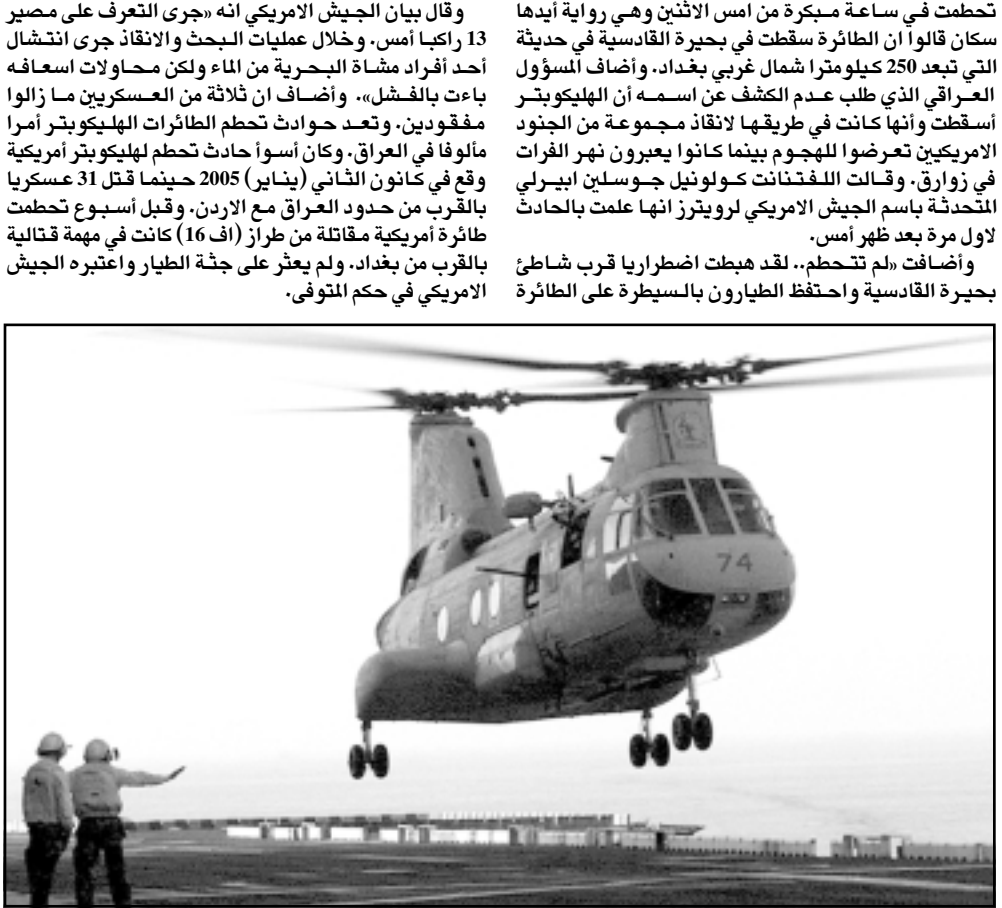 تحطمت في ساعة مبكرة من امس الاثنين وهي رواية أيدها
سكان قالوا ان الطائرة سقطت في بحيرة القادسية في حديثة
التي تبعد 250 كيلومترا شمال غربي بغداد. وأضاف المسؤول
العراقي الذي طلب عدم الكشف عن اسمه أن الهليكوبتر
أسقطت وأنها كانت في طريقها لانقاذ مجموعة من الجنود
الامريكيين تعرضوا للهجوم بينما كانوا يعبرون نهر الفرات
في زوارق. وقالت اللفتنانت كولونيل جوسلين ابيرلي
المتحدثة باسم الجيش الامريكي لرويترز انها علمت بالحادث
لاول مرة بعد ظهر أمس.
وأضافت «لم تتحطم.. لقد هبطت اضطراريا قرب شاطئ
بحيرة القادسية واحتفظ الطيارون بالسيطرة على الطائرة
وقال بيان الجيش الامريكي انه «جرى التعرف على مصير
13 راكبا أمس. وخلال عمليات البحث والانقاذ جرى انتشال
أحد أفراد مشاة البحرية من الماء ولكن محاولات اسعافه
باءت بالفشل». وأضاف ان ثلاثة من العسكريين ما زالوا
مفقودين. وتعد حوادث تحطم الطائرات الهليكوبتر أمرا
مألوفا في العراق. وكان أسوأ حادث تحطم لهليكوبتر أمريكية
وقع في كانون الثاني (يناير) 2005 حينما قتل 31 عسكريا
بالقرب من حدود العراق مع الاردن. وقبل أسبوع تحطمت
طائرة أمريكية مقاتلة من طراز (اف 16) كانت في مهمة قتالية
بالقرب من بغداد. ولم يعثر على جثة الطيار واعتبره الجيش
الامريكي في حكم المتوفى.
74